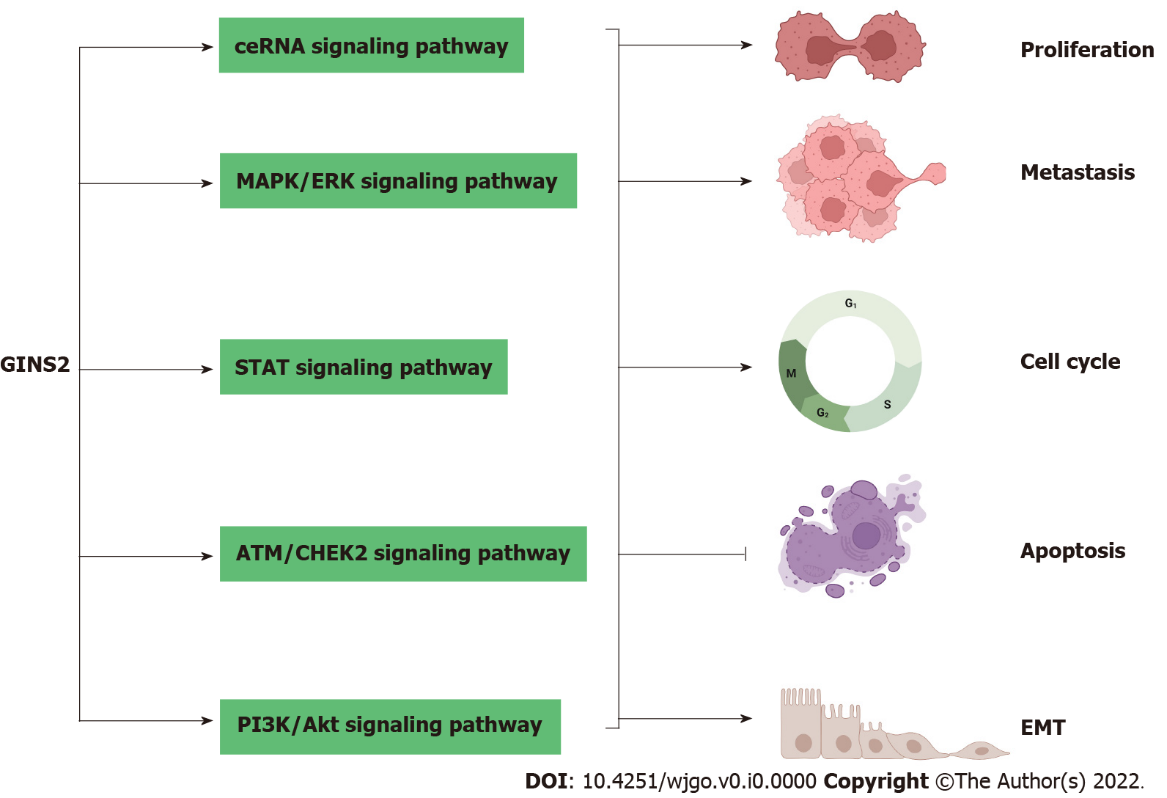 ceRNA signaling pathway
Proliferation
MAPK/ERK signaling pathway
Metastasis
G1
GINS2
STAT signaling pathway
M
Cell cycle
S
G2
ATM/CHEK2 signaling pathway
Apoptosis
PI3K/Akt signaling pathway
EMT
DOI: 10.4251/wjgo.v0.i0.0000 Copyright ©The Author(s) 2022.